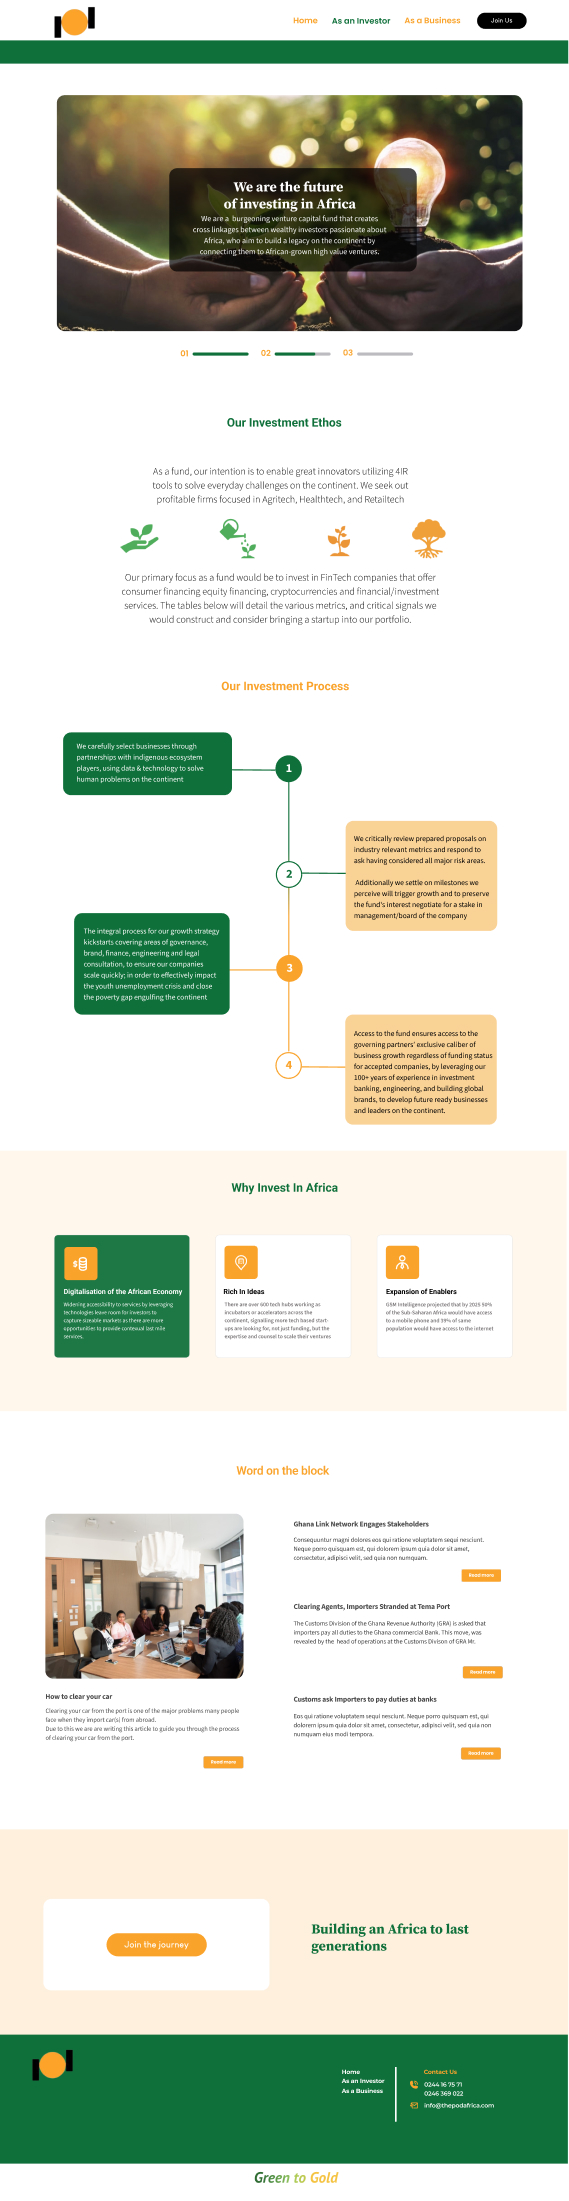 Home
As an Investor
As a Business
Join Us
We are the future
of investing in Africa
We are a burgeoning venture capital fund that creates
cross linkages between wealthy investors passionate about
Africa, who aim to build a legacy on the continent by
connecting them to African-grown high value ventures.
01
02
03
Our Investment Ethos
As a fund, our intention is to enable great innovators utilizing 4IR
tools to solve everyday challenges on the continent. We seek out
profitable firms focused in Agritech, Healthtech, and Retailtech
Our primary focus as a fund would be to invest in FinTech companies that offer
consumer financing equity financing, cryptocurrencies and financial/investment
services. The tables below will detail the various metrics, and critical signals we
would construct and consider bringing a startup into our portfolio.
Our Investment Process
We carefully select businesses through
partnerships with indigenous ecosystem
players, using data & technology to solve
human problems on the continent
1
We critically review prepared proposals on
industry relevant metrics and respond to
ask having considered all major risk areas.
Additionally we settle on milestones we
perceive will trigger growth and to preserve
the fund's interest negotiate for a stake in
management/board of the company
2
The integral process for our growth strategy
kickstarts covering areas of governance,
brand, finance, engineering and legal
consultation, to ensure our companies
scale quickly; in order to effectively impact
the youth unemployment crisis and close
the poverty gap engulfing the continent
3
Access to the fund ensures access to the
governing partners' exclusive caliber of
business growth regardless of funding status
for accepted companies, by leveraging our
100+ years of experience in investment
banking, engineering, and building global
brands, to develop future ready businesses
and leaders on the continent.
4
Why Invest In Africa
$
Digitalisation of the African Economy
Widening accessibility to services by leveraging
technologies leave room for investors to
capture sizeable markets as there are more
opportunities to provide contexual last mile
services.
Rich In Ideas
There are over 600 tech hubs working as
incubators or accelerators across the
continent, signalling more tech based start-
ups are looking for, not just funding, but the
expertise and counsel to scale their ventures
Expansion of Enablers
GSM Intelligence projected that by 2025 50%
of the Sub-Saharan Africa would have access
to a mobile phone and 39% of same
population would have access to the internet
Word on the block
How to clear your car
Clearing your car from the port is one of the major problems many people
face when they import car(s) from abroad.
Due to this we are are writing this article to guide you through the process
of clearing your car from the port.
Read more
Ghana Link Network Engages Stakeholders
Consequuntur magni dolores eos qui ratione voluptatem sequi nesciunt.
Neque porro quisquam est, qui dolorem ipsum quia dolor sit amet,
consectetur, adipisci velit, sed quia non numquam.
Read more
Clearing Agents, Importers Stranded at Tema Port
The Customs Division of the Ghana Revenue Authority (GRA) is asked that
importers pay all duties to the Ghana commercial Bank. This move, was
revealed by the head of operations at the Customs Divison of GRA Mr.
Read more
Customs ask Importers to pay duties at banks
Eos qui ratione voluptatem sequi nesciunt. Neque porro quisquam est, qui
dolorem ipsum quia dolor sit amet, consectetur, adipisci velit, sed quia non
numquam eius modi tempora.
Read more
Join the journey
Building an Africa to last
generations
Home
As an Investor
As a Business
Contact Us
0244 16 75 71
0246 369 022
info@thepodafrica.com
Green to Gold